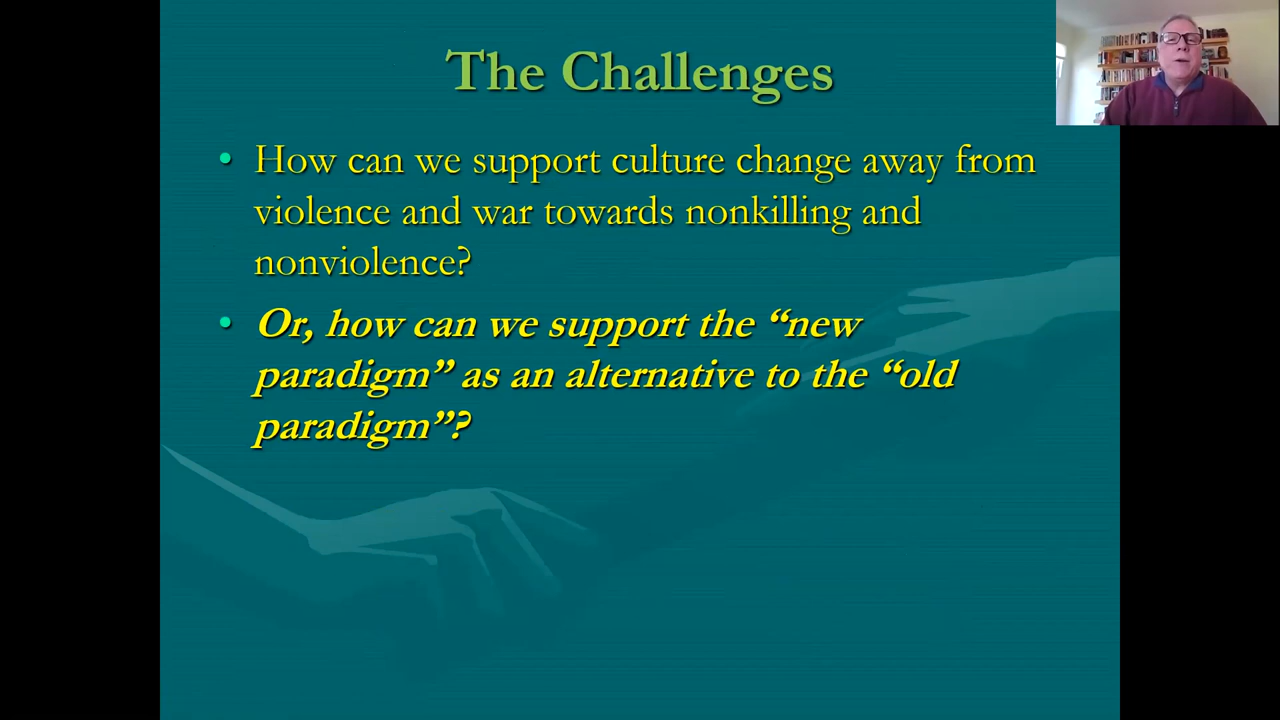 The Challenges
• How can we support culture change away from
violence and war towards nonkilling and
nonviolence?
• Or, how can we support the “new
paradigm” as an alternative to the “old
paradigm”?